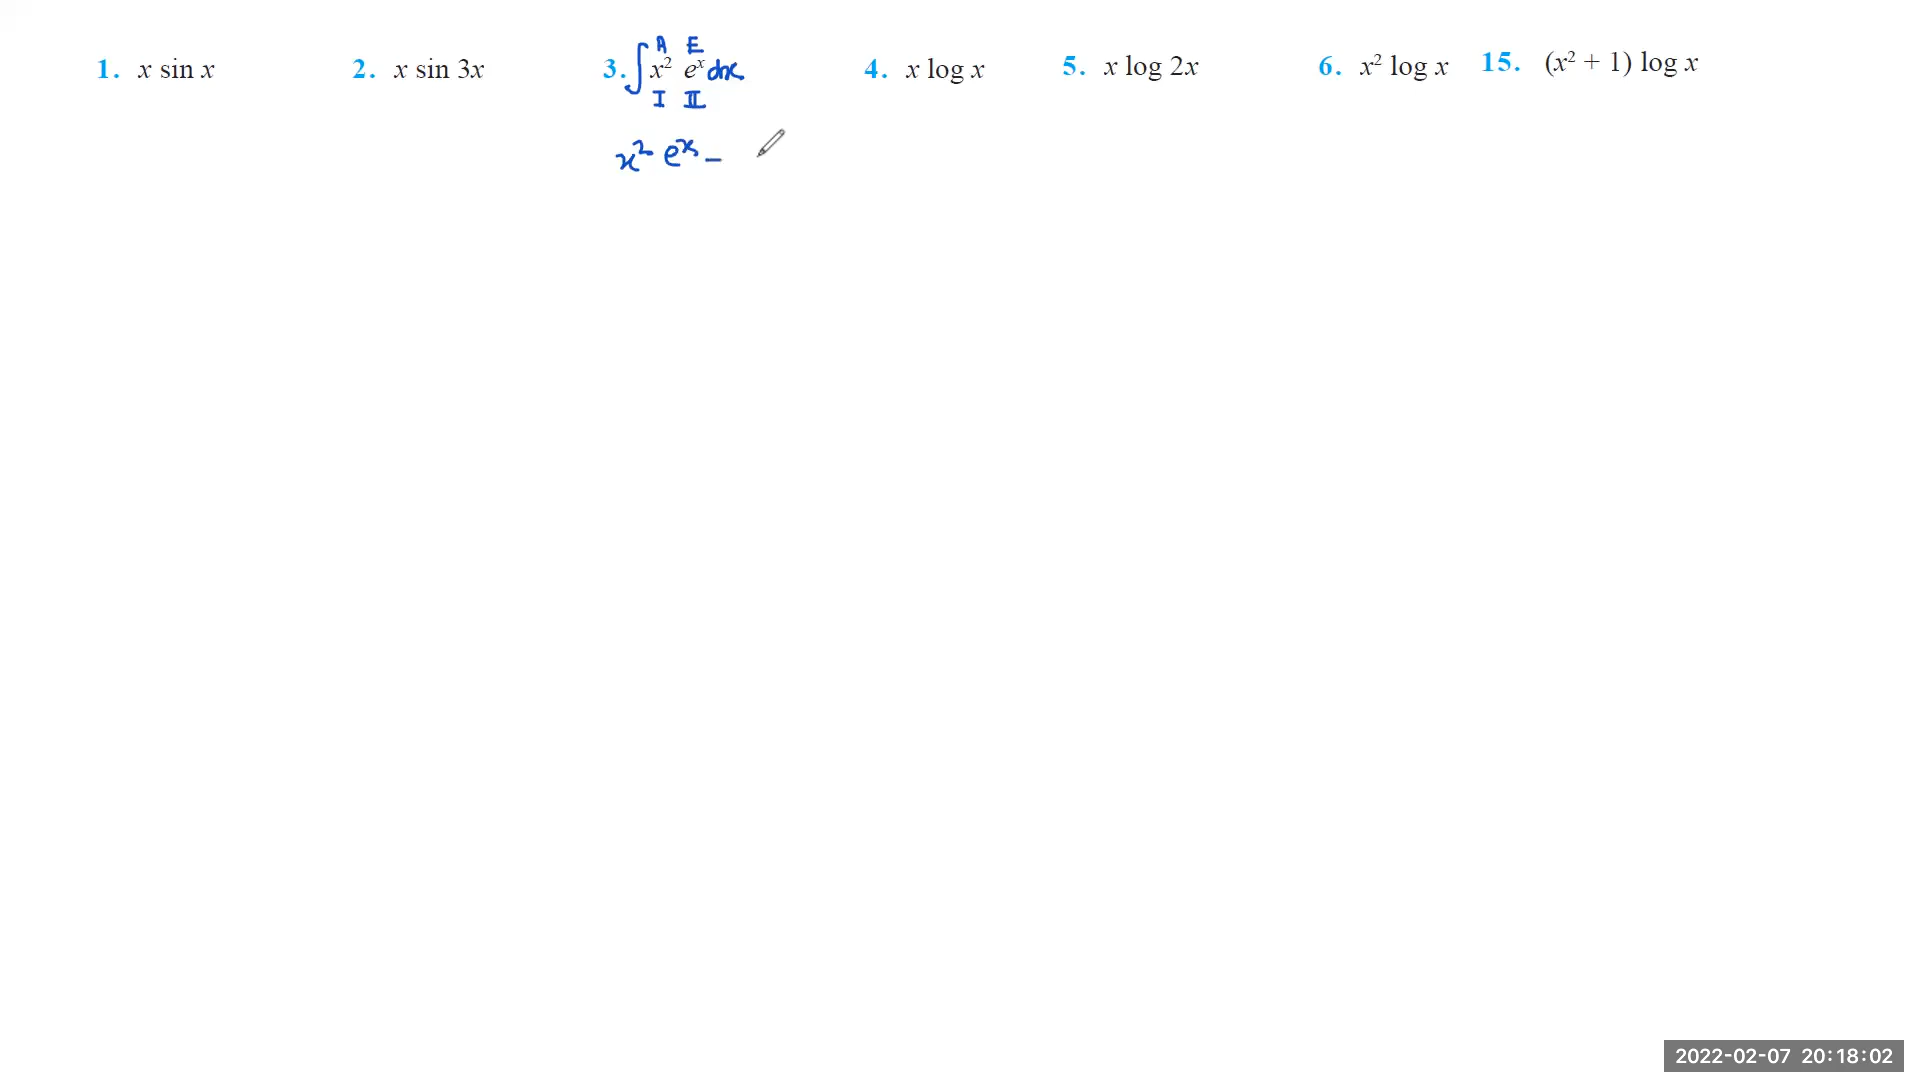 1. x sin x 2. x sin 3x 3. ∫ x² eˣ dx 4. x log x 5. x log 2x 6. x² log x 15. (x² + 1) log x
A E
I II
x² eˣ –
2022-02-07 20:18:02